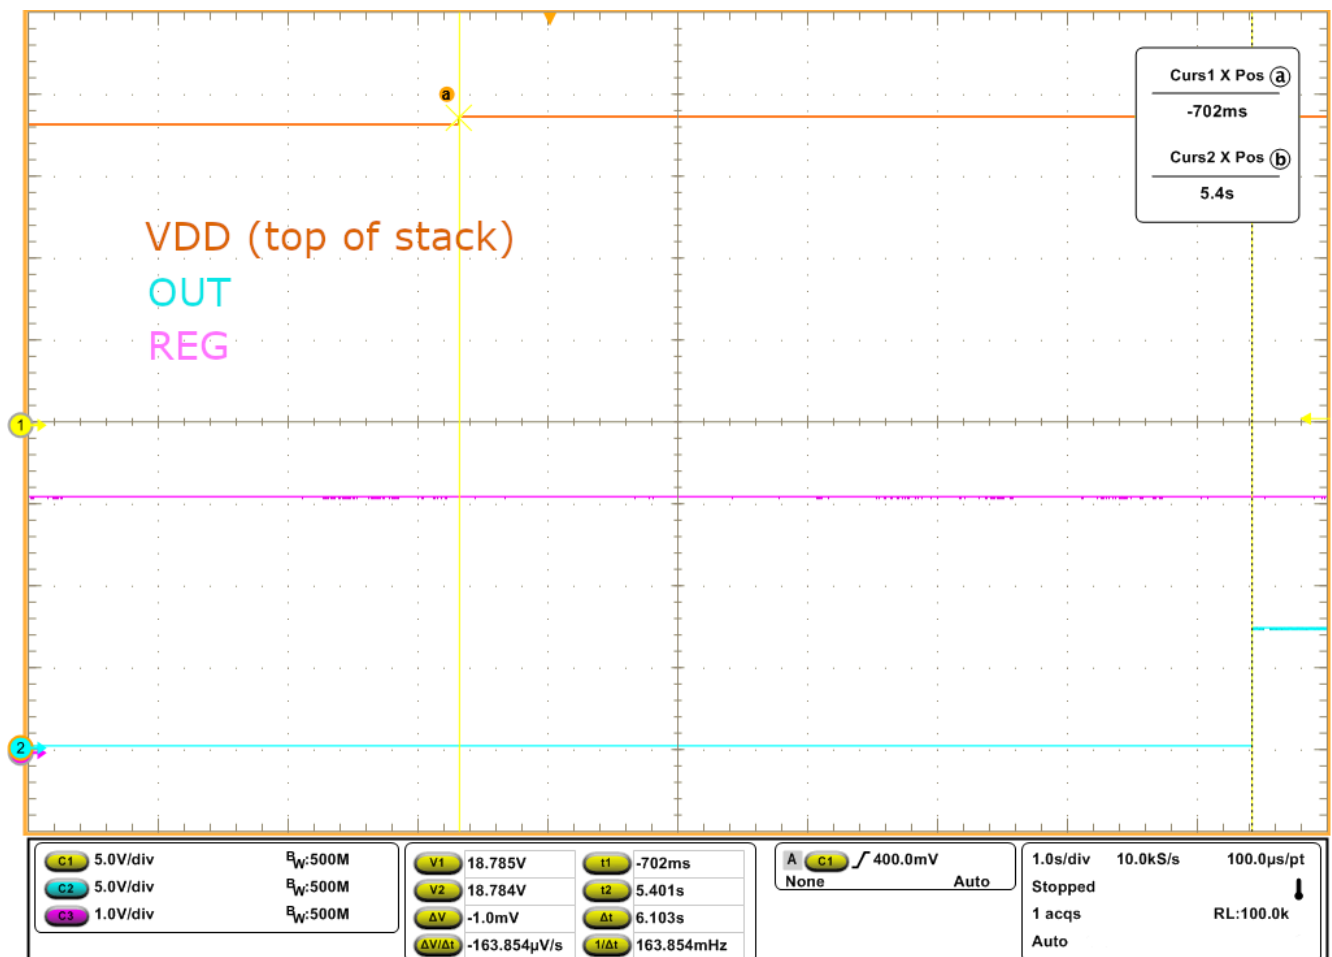 a
Curs1 X Pos a
-702ms
Curs2 X Pos b
5.4s
VDD (top of stack)
OUT
REG
1
2
C1 5.0V/div BW:500M
C2 5.0V/div BW:500M
C3 1.0V/div BW:500M
V1 18.785V t1 -702ms
V2 18.784V t2 5.401s
ΔV -1.0mV Δt 6.103s
ΔV/Δt -163.854µV/s 1/Δt 163.854mHz
A C1 400.0mV
None Auto
1.0s/div 10.0kS/s 100.0µs/pt
Stopped
1 acqs RL:100.0k
Auto